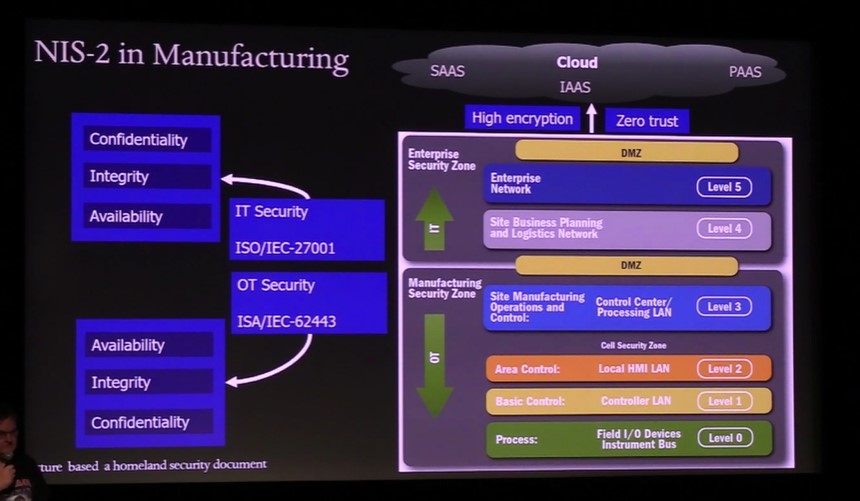 NIS-2 in Manufacturing
Confidentiality
Integrity
Availability
IT Security
ISO/IEC-27001
OT Security
ISA/IEC-62443
Availability
Integrity
Confidentiality
ture based a homeland security document
Cloud
SAAS
IAAS
PAAS
High encryption
Zero trust
Enterprise
Security Zone
IT
DMZ
Enterprise
Network
Level 5
Site Business Planning
and Logistics Network
Level 4
DMZ
Manufacturing
Security Zone
OT
Site Manufacturing
Operations and
Control:
Control Center/
Processing LAN
Level 3
Cell Security Zone
Area Control:
Local HMI LAN
Level 2
Basic Control:
Controller LAN
Level 1
Process:
Field I/O Devices
Instrument Bus
Level 0